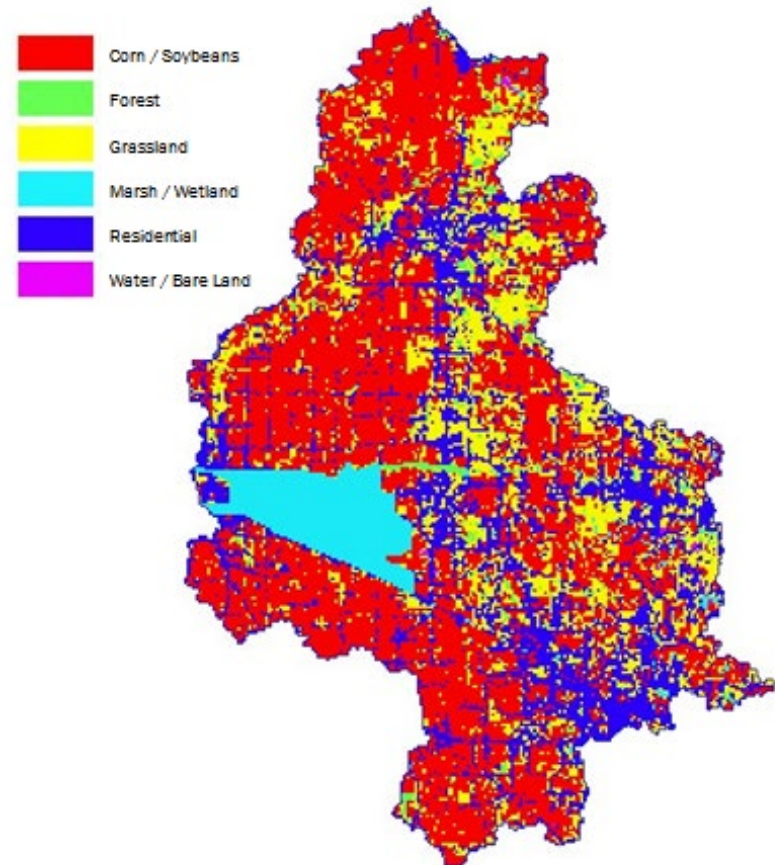 Corn / Soybeans
Forest
Grassland
Marsh / Wetland
Residential
Water / Bare Land